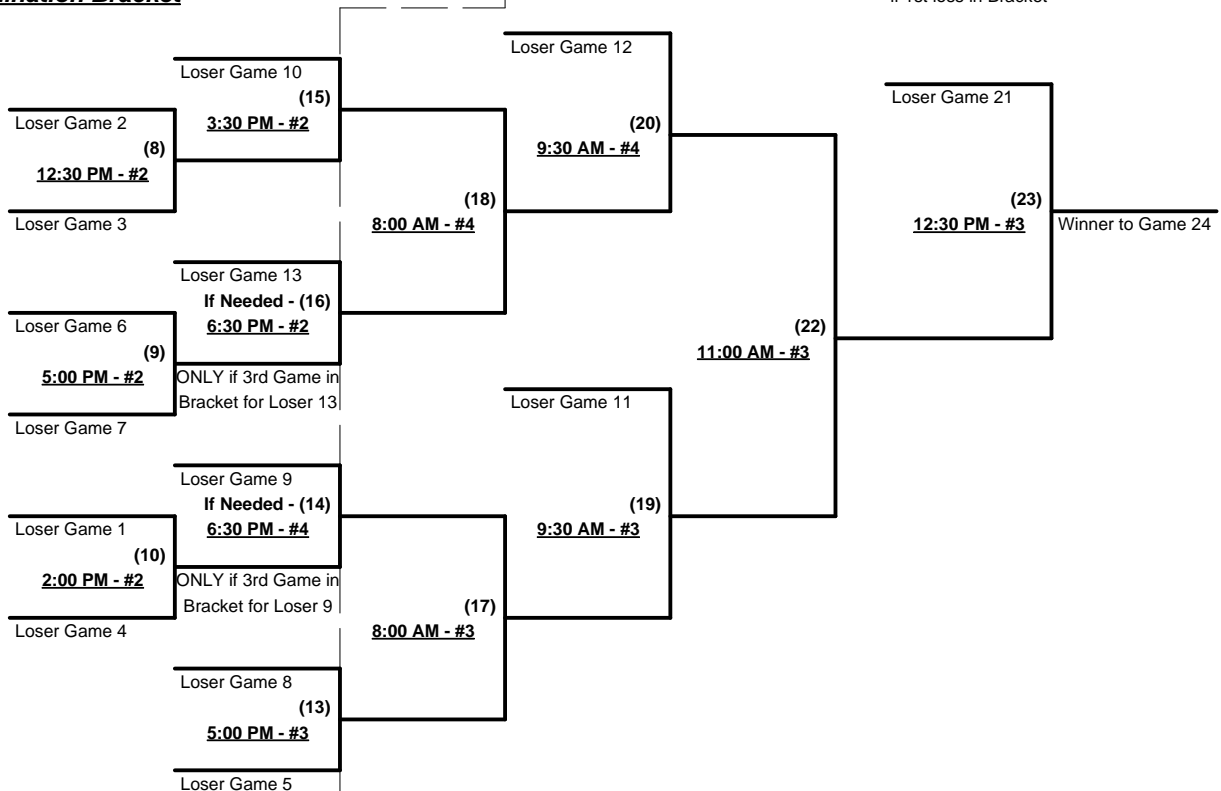 Loser Game 12
Loser Game 10
(15)
3:30 PM - #2
Loser Game 21
Loser Game 2
(8)
12:30 PM - #2
(20)
9:30 AM - #4
Loser Game 3
(18)
8:00 AM - #4
(23)
12:30 PM - #3
Winner to Game 24
Loser Game 13
If Needed - (16)
6:30 PM - #2
Loser Game 6
(9)
5:00 PM - #2
ONLY if 3rd Game in
Bracket for Loser 13
(22)
11:00 AM - #3
Loser Game 7
Loser Game 11
Loser Game 9
If Needed - (14)
6:30 PM - #4
Loser Game 1
(10)
2:00 PM - #2
ONLY if 3rd Game in
Bracket for Loser 9
(19)
9:30 AM - #3
Loser Game 4
(17)
8:00 AM - #3
Loser Game 8
(13)
5:00 PM - #3
Loser Game 5